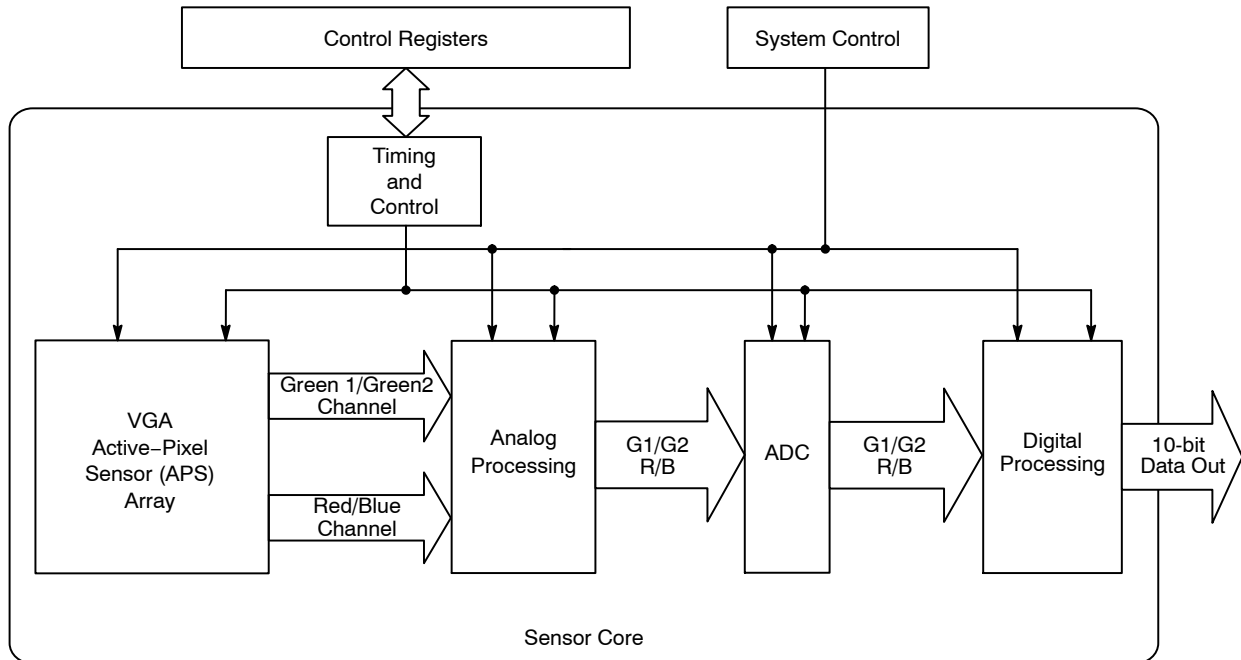 Control Registers
System Control
Timing
and
Control
VGA
Active−Pixel
Sensor (APS)
Array
Green 1/Green2
Channel
Red/Blue
Channel
Analog
Processing
G1/G2
R/B
ADC
G1/G2
R/B
Digital
Processing
10-bit
Data Out
Sensor Core